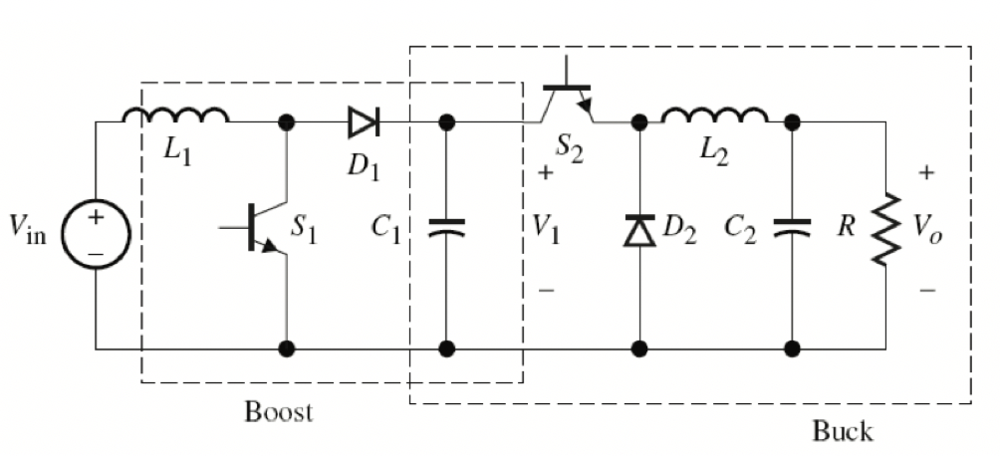 L1
D1
S2
L2
+
+
Vin
+
−
S1
C1
V1
D2
C2
R
Vo
−
−
Boost
Buck